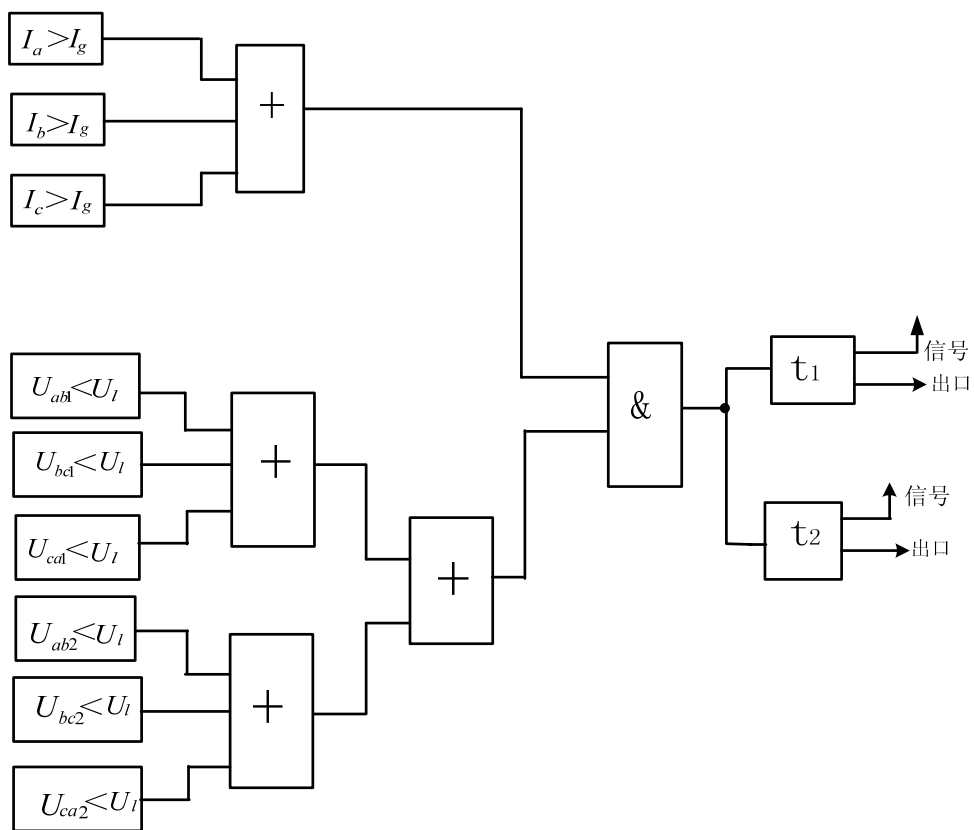 Ia>Ig
Ib>Ig
Ic>Ig
+
Uab1<Ul
Ubc1<Ul
Uca1<Ul
+
Uab2<Ul
Ubc2<Ul
Uca2<Ul
+
+
&
t1
信号
出口
t2
信号
出口